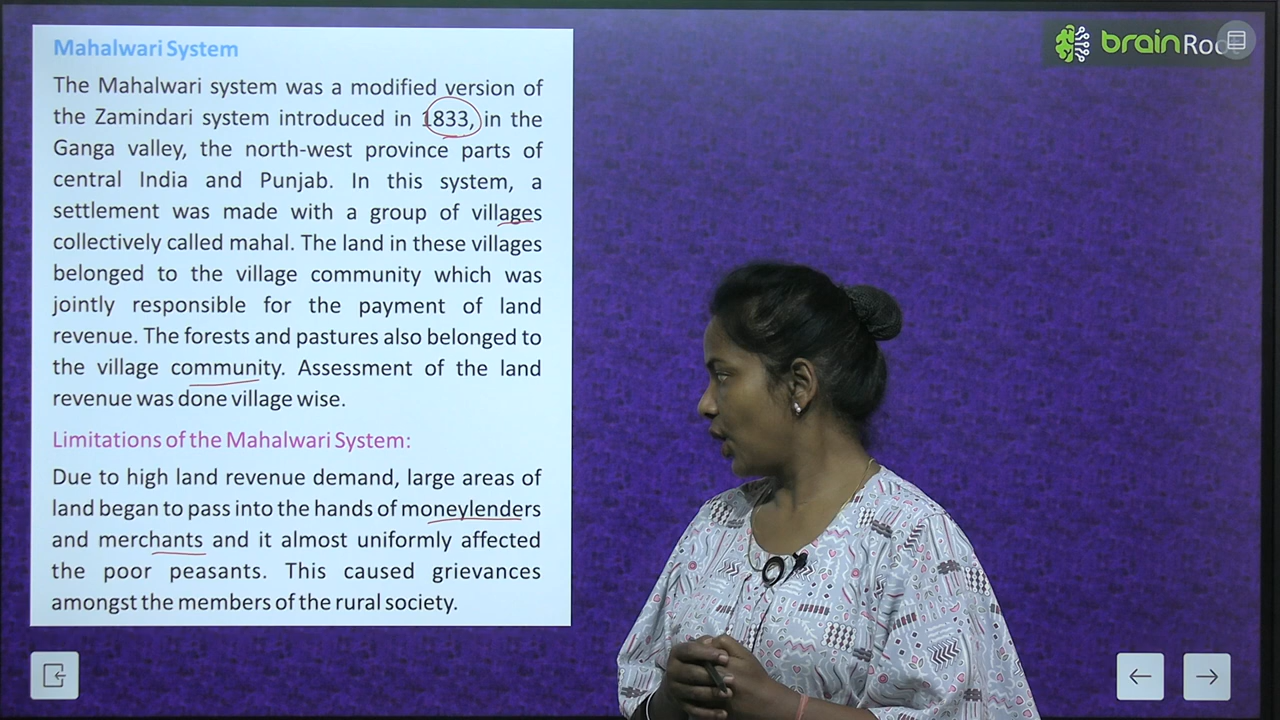 Mahalwari System
The Mahalwari system was a modified version of
the Zamindari system introduced in 1833, in the
Ganga valley, the north-west province parts of
central India and Punjab. In this system, a
settlement was made with a group of villages
collectively called mahal. The land in these villages
belonged to the village community which was
jointly responsible for the payment of land
revenue. The forests and pastures also belonged to
the village community. Assessment of the land
revenue was done village wise.
Limitations of the Mahalwari System:
Due to high land revenue demand, large areas of
land began to pass into the hands of moneylenders
and merchants and it almost uniformly affected
the poor peasants. This caused grievances
amongst the members of the rural society.
brain